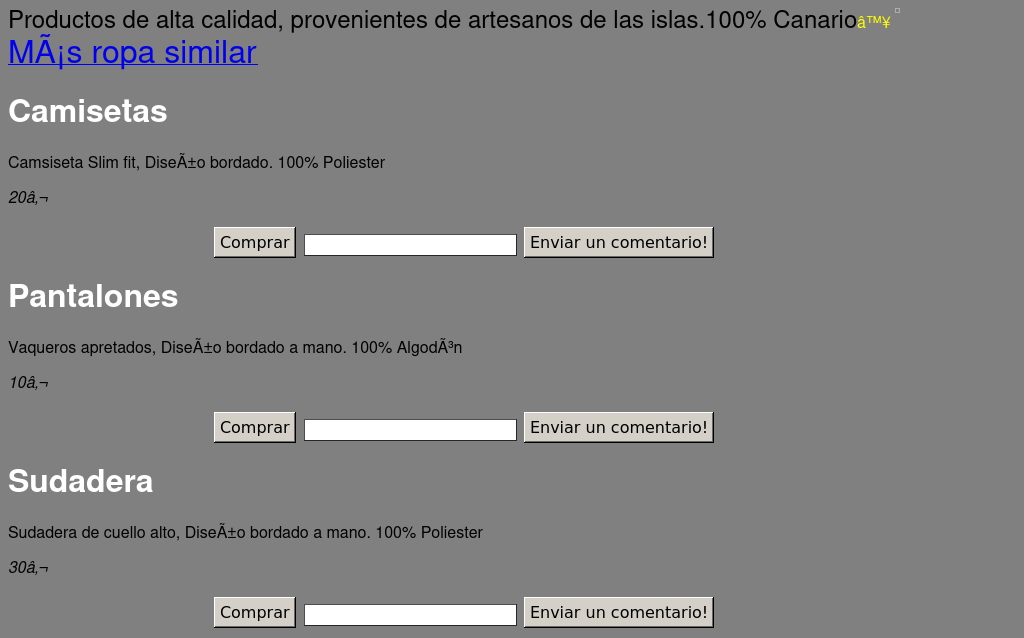 Productos de alta calidad, provenientes de artesanos de las islas.100% Canarioâ™¥
MÃ¡s ropa similar
Camisetas
Camsiseta Slim fit, DiseÃ±o bordado. 100% Poliester
20â‚¬
Comprar Enviar un comentario!
Pantalones
Vaqueros apretados, DiseÃ±o bordado a mano. 100% AlgodÃ³n
10â‚¬
Comprar Enviar un comentario!
Sudadera
Sudadera de cuello alto, DiseÃ±o bordado a mano. 100% Poliester
30â‚¬
Comprar Enviar un comentario!